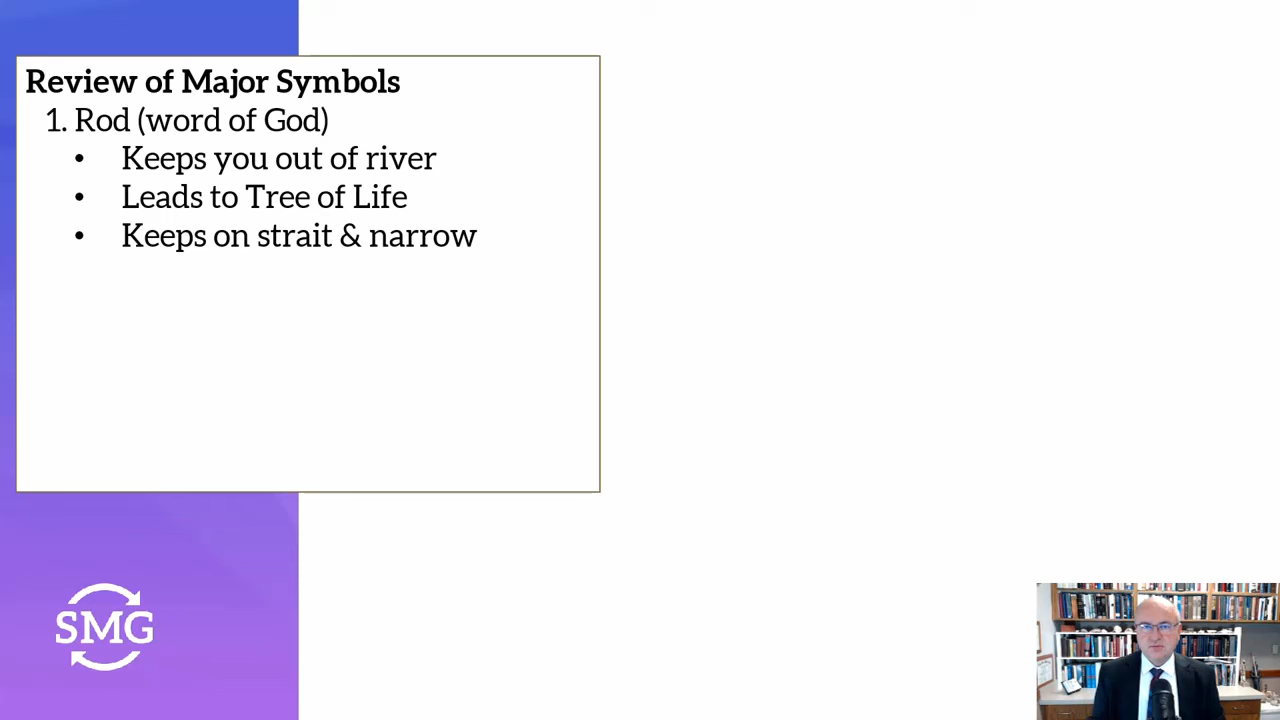 Review of Major Symbols
1. Rod (word of God)
• Keeps you out of river
• Leads to Tree of Life
• Keeps on strait & narrow
SMG